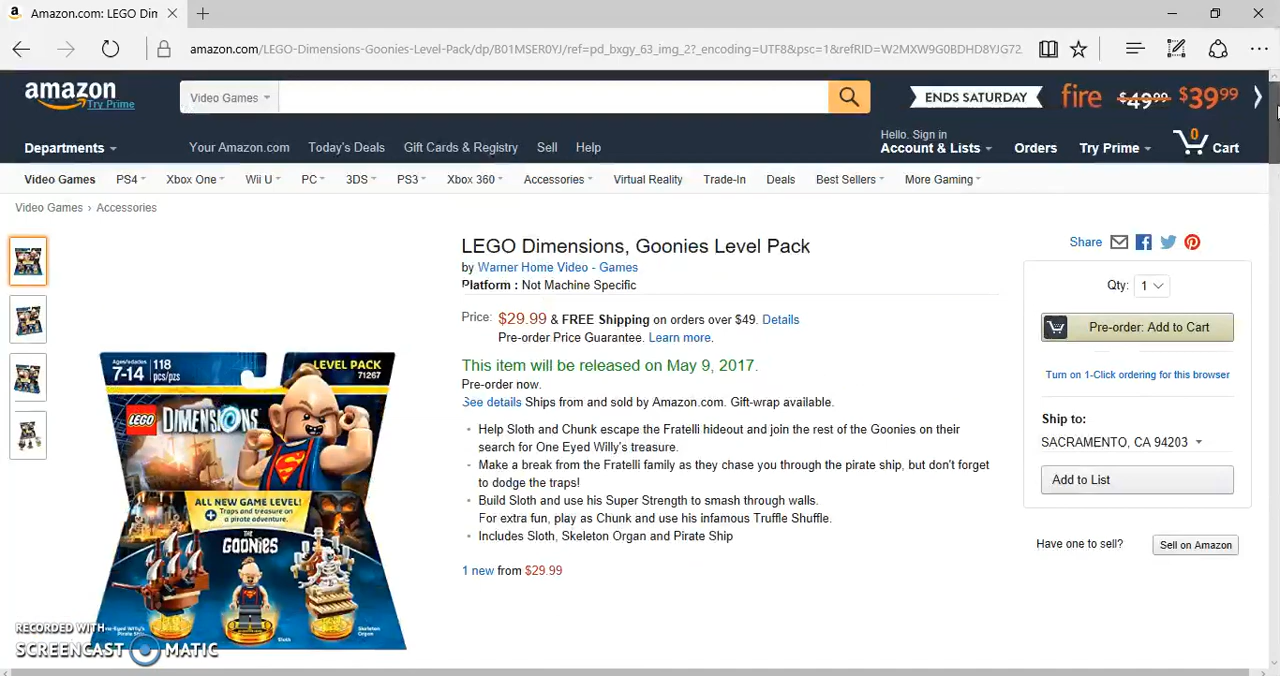 Amazon.com: LEGO Din
amazon.com/LEGO-Dimensions-Goonies-Level-Pack/dp/B01MSER0YJ/ref=pd_bxgy_63_img_2?_encoding=UTF8&psc=1&refRID=W2MXW9G0BDHD8YJG72
amazon
Try Prime
Video Games
ENDS SATURDAY
fire $49.99 $39.99
Departments
Your Amazon.com Today's Deals Gift Cards & Registry Sell Help
Hello. Sign in
Account & Lists
Orders
Try Prime
0
Cart
Video Games PS4 Xbox One Wii U PC 3DS PS3 Xbox 360 Accessories Virtual Reality Trade-In Deals Best Sellers More Gaming
Video Games › Accessories
LEGO Dimensions, Goonies Level Pack
by Warner Home Video - Games
Platform : Not Machine Specific
Price: $29.99 & FREE Shipping on orders over $49. Details
Pre-order Price Guarantee. Learn more.
This item will be released on May 9, 2017.
Pre-order now.
See details Ships from and sold by Amazon.com. Gift-wrap available.
• Help Sloth and Chunk escape the Fratelli hideout and join the rest of the Goonies on their
search for One Eyed Willy's treasure.
• Make a break from the Fratelli family as they chase you through the pirate ship, but don't forget
to dodge the traps!
• Build Sloth and use his Super Strength to smash through walls.
For extra fun, play as Chunk and use his infamous Truffle Shuffle.
• Includes Sloth, Skeleton Organ and Pirate Ship
1 new from $29.99
Share
Qty: 1
Pre-order: Add to Cart
Turn on 1-Click ordering for this browser
Ship to:
SACRAMENTO, CA 94203
Add to List
Have one to sell? Sell on Amazon
Ages/edades
7-14
118
pcs/pzs
LEVEL PACK
71267
LEGO DIMENSIONS
ALL NEW GAME LEVEL!
+ Traps and treasure on
a pirate adventure.
THE
GOONIES
Pirate Ship
Sloth
Skeleton
Organ
RECORDED WITH
SCREENCAST MATIC